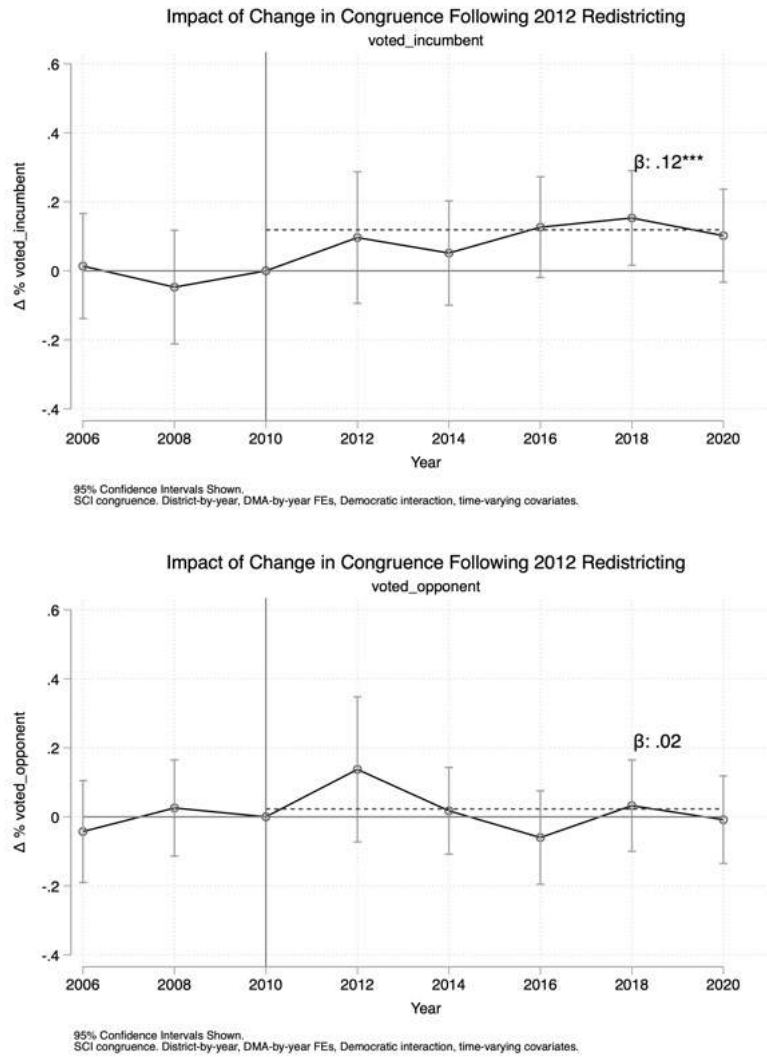 Impact of Change in Congruence Following 2012 Redistricting
voted_incumbent
Δ % voted_incumbent
.6
.4
.2
0
-.2
-.4
β: .12***
2006 2008 2010 2012 2014 2016 2018 2020
Year
95% Confidence Intervals Shown.
SCI congruence. District-by-year, DMA-by-year FEs, Democratic interaction, time-varying covariates.
Impact of Change in Congruence Following 2012 Redistricting
voted_opponent
Δ % voted_opponent
.6
.4
.2
0
-.2
-.4
β: .02
2006 2008 2010 2012 2014 2016 2018 2020
Year
95% Confidence Intervals Shown.
SCI congruence. District-by-year, DMA-by-year FEs, Democratic interaction, time-varying covariates.